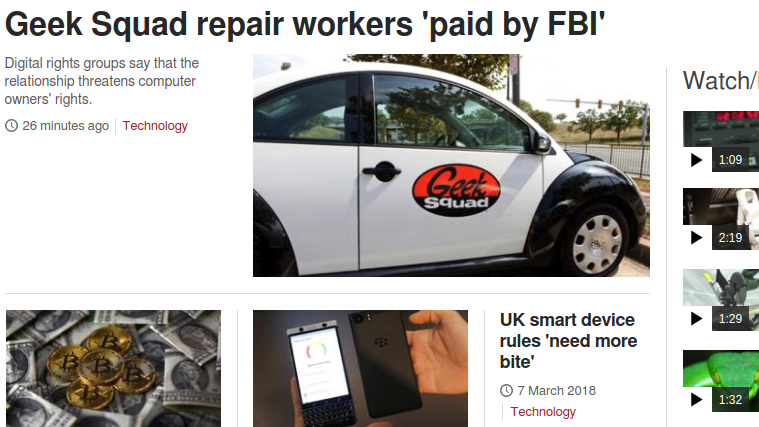 Geek Squad repair workers 'paid by FBI'
Digital rights groups say that the
relationship threatens computer
owners' rights.
26 minutes ago
Technology
Geek
Squad
Watch/
1:09
2:19
1:29
1:32
UK smart device
rules 'need more
bite'
7 March 2018
Technology